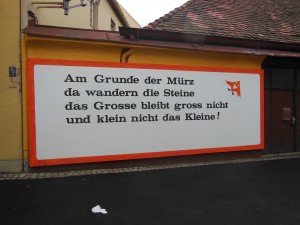 Am Grunde der Mürz
da wandern die Steine
das Grosse bleibt gross nicht
und klein nicht das Kleine!